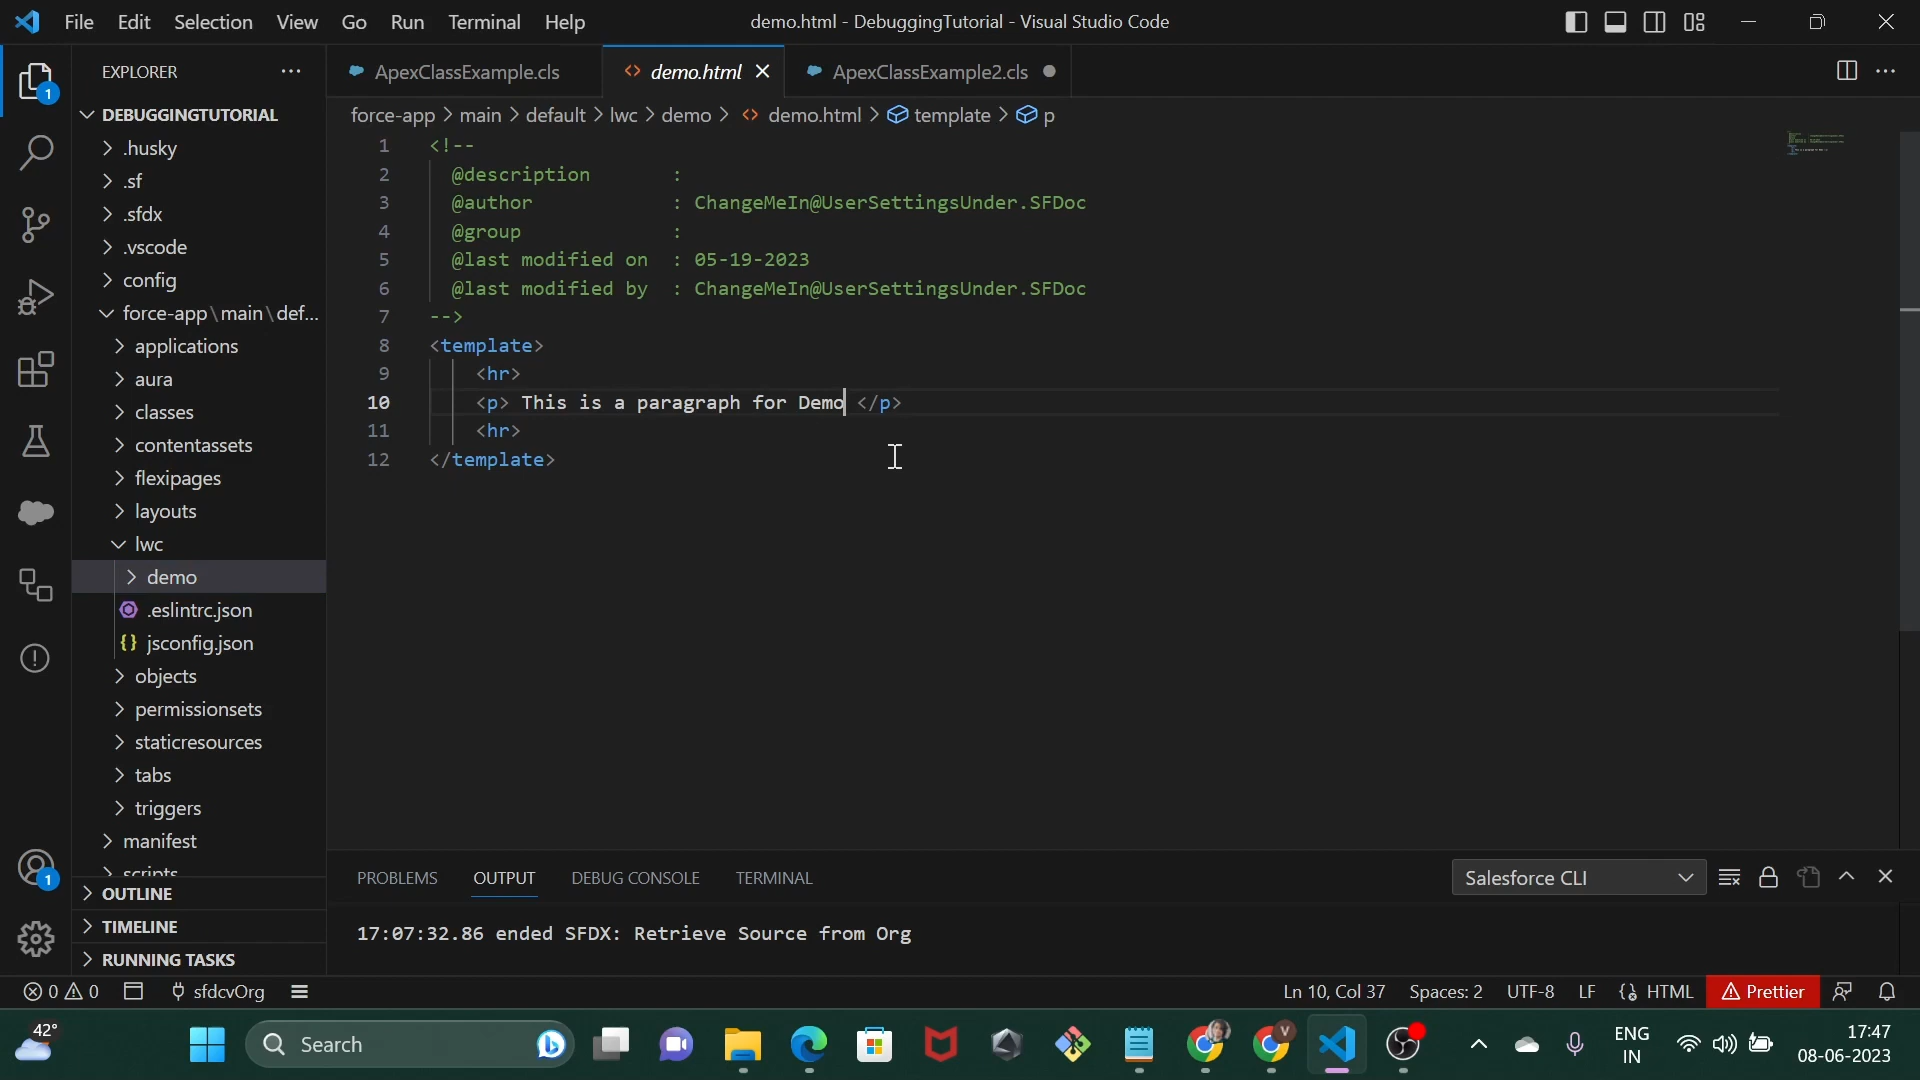 File Edit Selection View Go Run Terminal Help
demo.html - DebuggingTutorial - Visual Studio Code
EXPLORER
1
DEBUGGINGTUTORIAL
.husky
.sf
.sfdx
.vscode
config
force-app\main\def...
applications
aura
classes
contentassets
flexipages
layouts
lwc
demo
.eslintrc.json
jsconfig.json
objects
permissionsets
staticresources
tabs
triggers
manifest
scripts
OUTLINE
TIMELINE
RUNNING TASKS
1
ApexClassExample.cls
demo.html
ApexClassExample2.cls
force-app > main > default > lwc > demo > demo.html > template > p
1 <!--
2 @description :
3 @author : ChangeMeIn@UserSettingsUnder.SFDoc
4 @group :
5 @last modified on : 05-19-2023
6 @last modified by : ChangeMeIn@UserSettingsUnder.SFDoc
7 -->
8 <template>
9 <hr>
10 <p> This is a paragraph for Demo </p>
11 <hr>
12 </template>
PROBLEMS OUTPUT DEBUG CONSOLE TERMINAL
Salesforce CLI
17:07:32.86 ended SFDX: Retrieve Source from Org
0 0 sfdcvOrg
Ln 10, Col 37 Spaces: 2 UTF-8 LF HTML Prettier
42°
Search
V
ENG
IN
17:47
08-06-2023